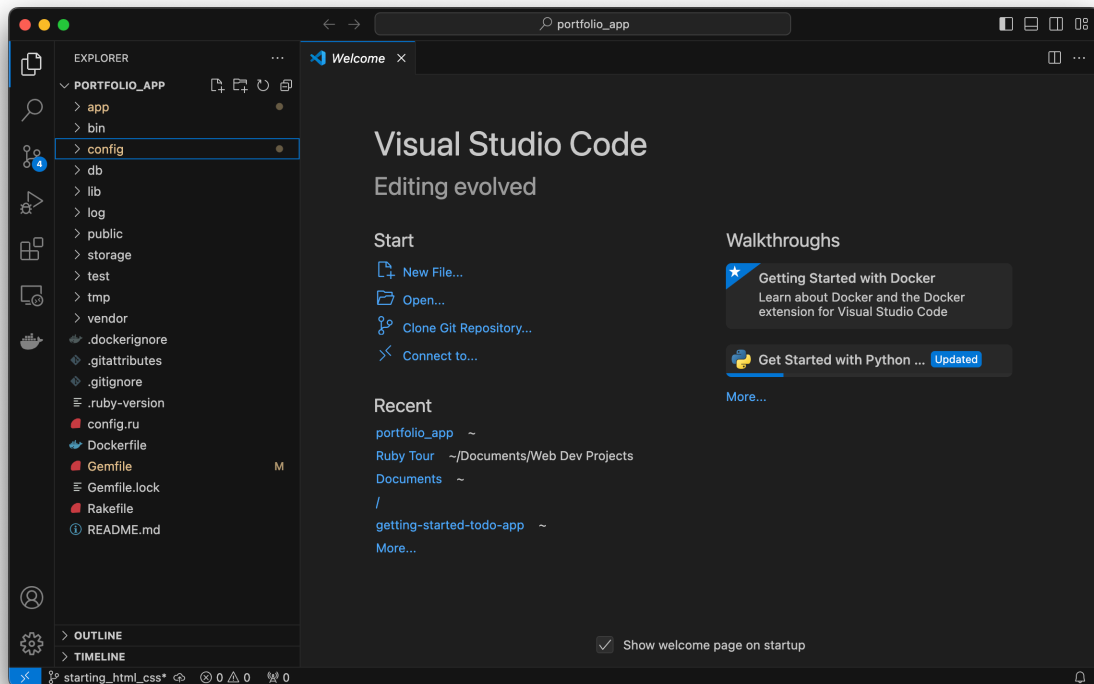 portfolio_app
EXPLORER
Welcome
PORTFOLIO_APP
app
bin
config
db
lib
log
public
storage
test
tmp
vendor
.dockerignore
.gitattributes
.gitignore
.ruby-version
config.ru
Dockerfile
Gemfile M
Gemfile.lock
Rakefile
README.md
OUTLINE
TIMELINE
4
Visual Studio Code
Editing evolved
Start
New File...
Open...
Clone Git Repository...
Connect to...
Recent
portfolio_app ~
Ruby Tour ~/Documents/Web Dev Projects
Documents ~
/
getting-started-todo-app ~
More...
Walkthroughs
Getting Started with Docker
Learn about Docker and the Docker
extension for Visual Studio Code
Get Started with Python ... Updated
More...
Show welcome page on startup
starting_html_css* 0 0 0